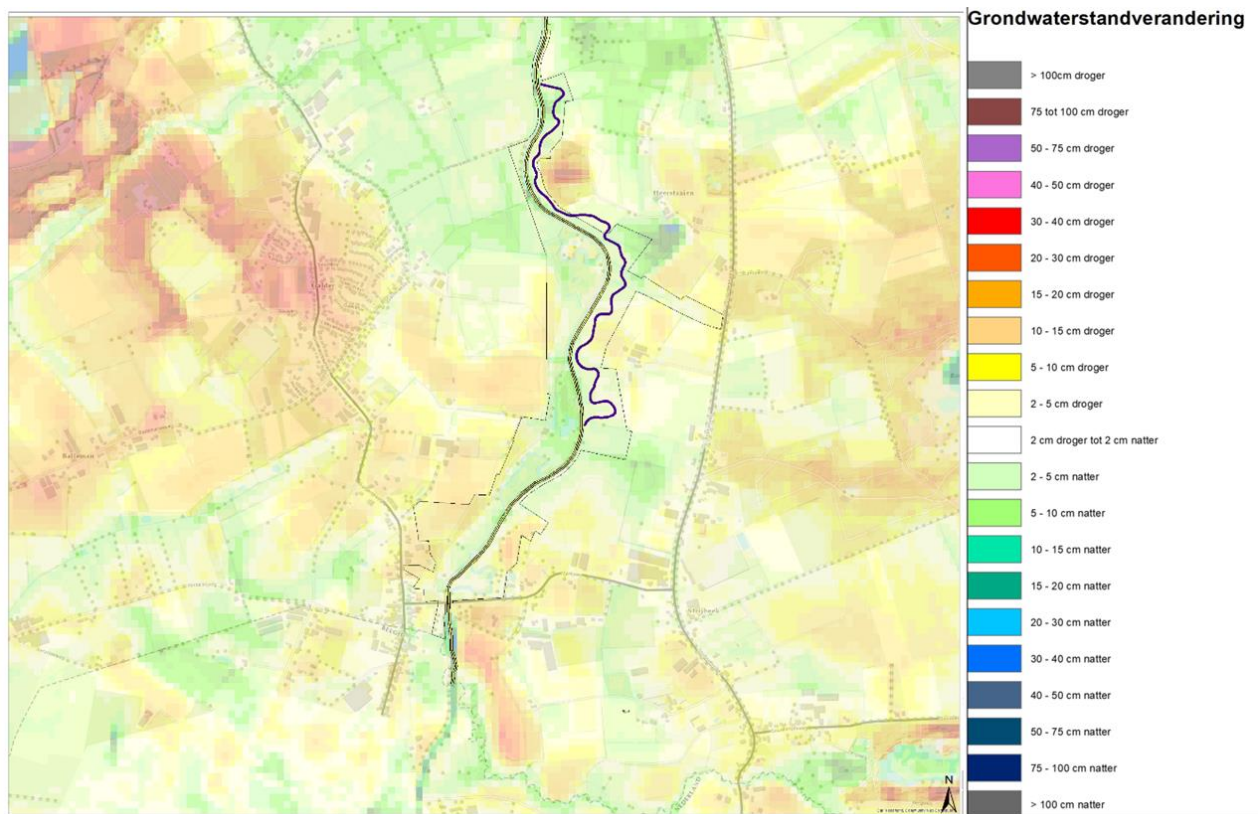 Grondwaterstandverandering
> 100cm droger
75 tot 100 cm droger
50 - 75 cm droger
40 - 50 cm droger
30 - 40 cm droger
20 - 30 cm droger
15 - 20 cm droger
10 - 15 cm droger
5 - 10 cm droger
2 - 5 cm droger
2 cm droger tot 2 cm natter
2 - 5 cm natter
5 - 10 cm natter
10 - 15 cm natter
15 - 20 cm natter
20 - 30 cm natter
30 - 40 cm natter
40 - 50 cm natter
50 - 75 cm natter
75 - 100 cm natter
> 100 cm natter
Galder
Strijbeek
N